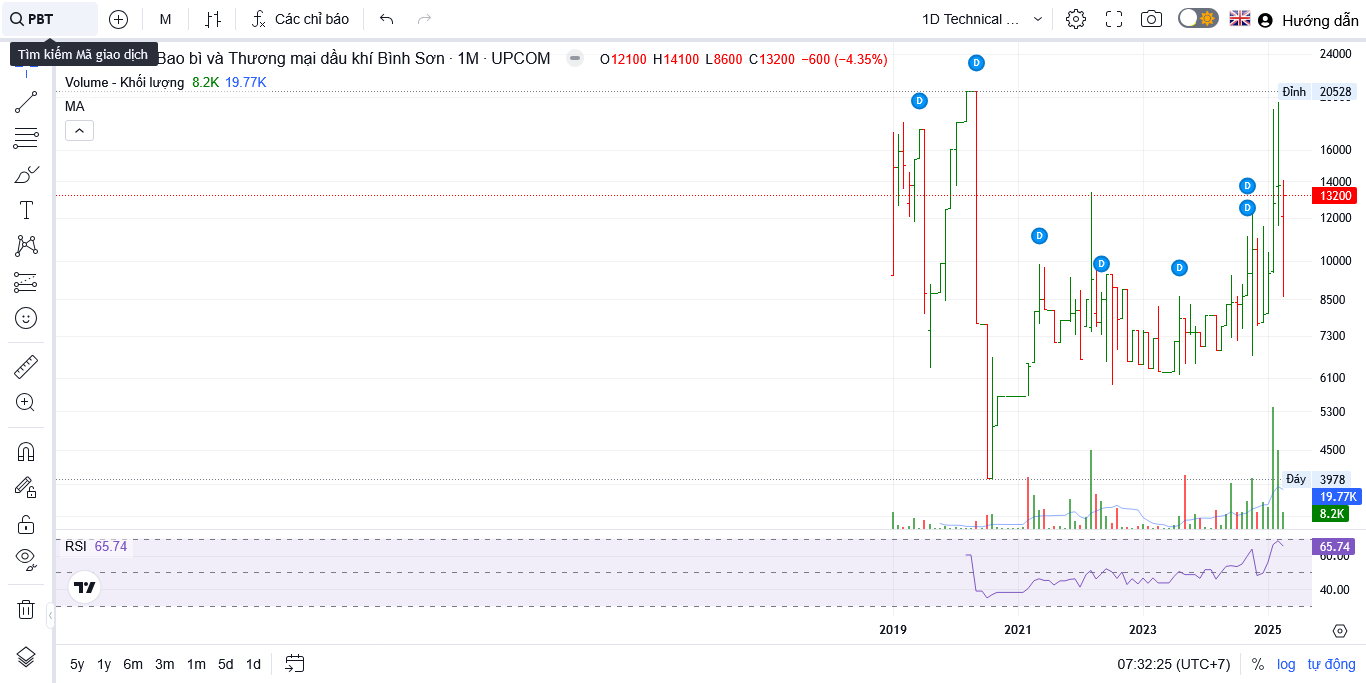 PBT
M
Các chỉ báo
1D Technical ...
Hướng dẫn
Tìm kiếm Mã giao dịch
Bao bì và Thương mại dầu khí Bình Sơn · 1M · UPCOM
O12100 H14100 L8600 C13200 −600 (−4.35%)
Volume - Khối lượng 8.2K 19.77K
MA
D
D
D
D
D
D
D
24000
Đỉnh 20528
16000
14000
13200
12000
10000
8500
7300
6100
5300
4500
Đáy 3978
19.77K
8.2K
RSI 65.74
65.74
60.00
40.00
2019 2021 2023 2025
5y 1y 6m 3m 1m 5d 1d
07:32:25 (UTC+7) % log tự động